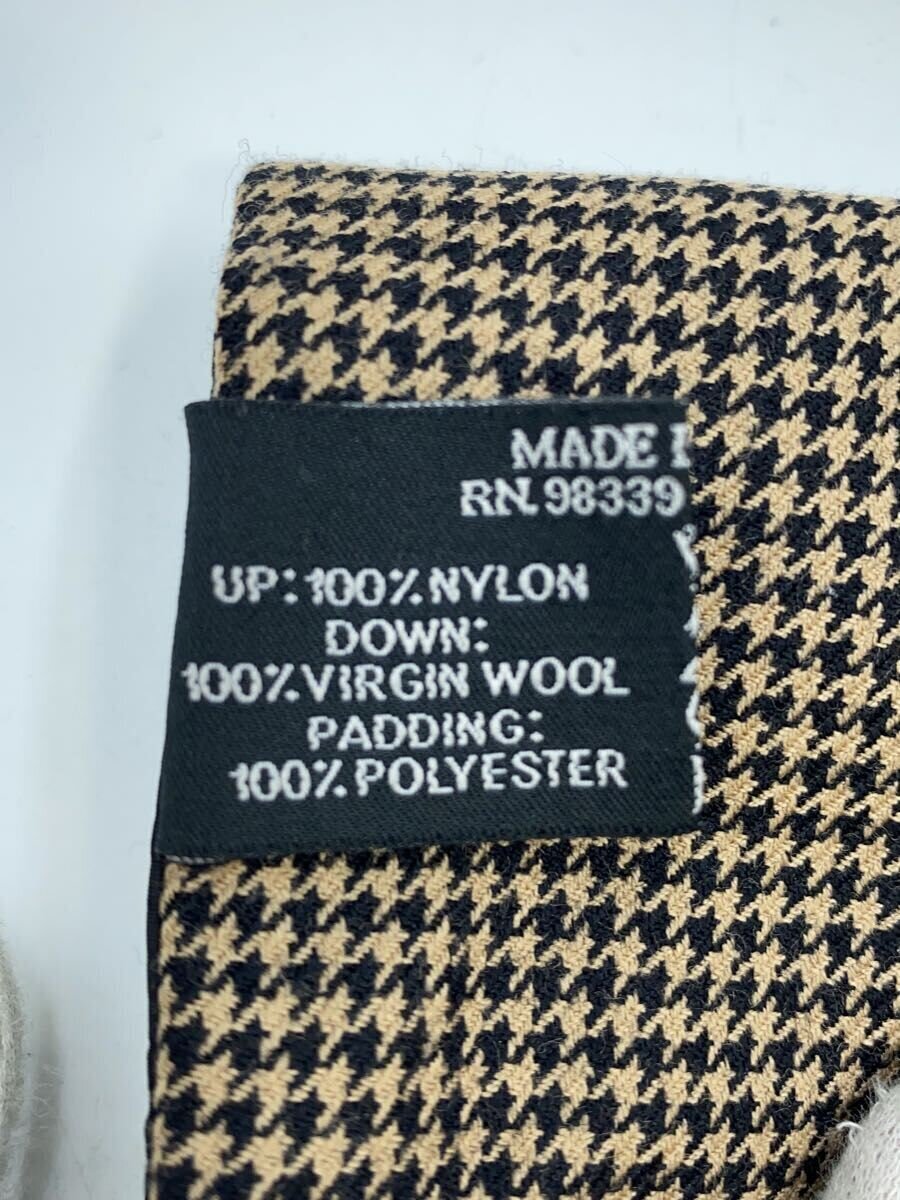 MADE
RN.98339
UP:100%NYLON
DOWN:
100%VIRGIN WOOL
PADDING:
100%POLYESTER